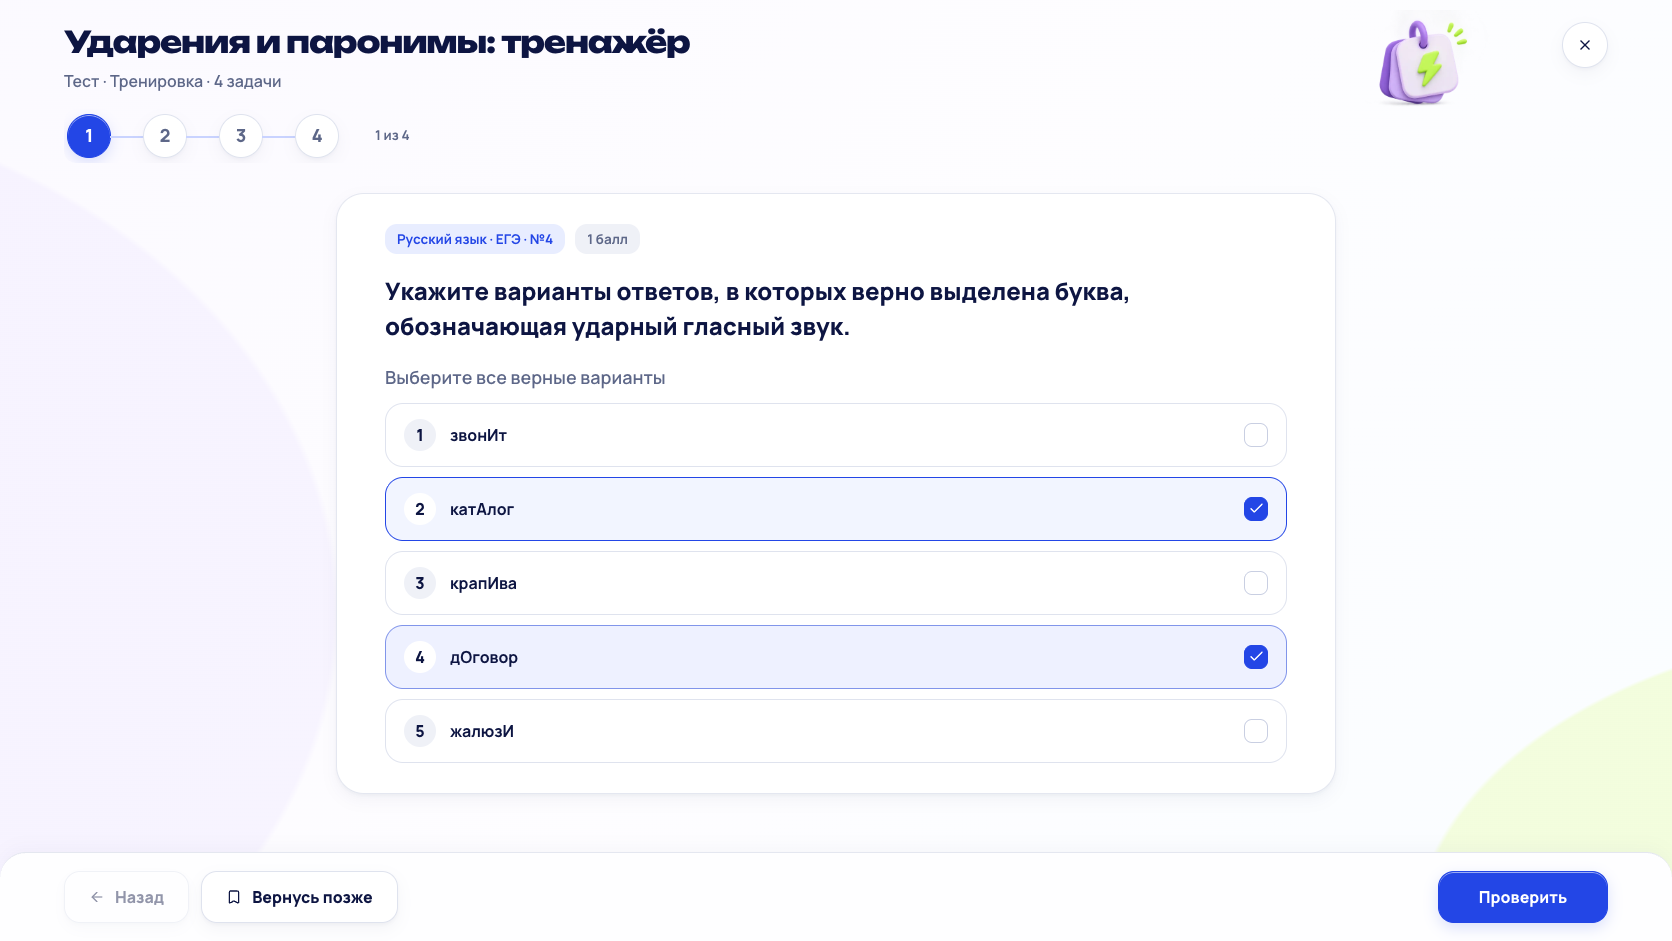 Ударения и паронимы: тренажёр
Тест · Тренировка · 4 задачи
1 2 3 4 1 из 4
Русский язык · ЕГЭ · №4 1 балл
Укажите варианты ответов, в которых верно выделена буква,
обозначающая ударный гласный звук.
Выберите все верные варианты
1 звонИт
2 катАлог
3 крапИва
4 дОговор
5 жалюзИ
Назад Вернусь позже Проверить